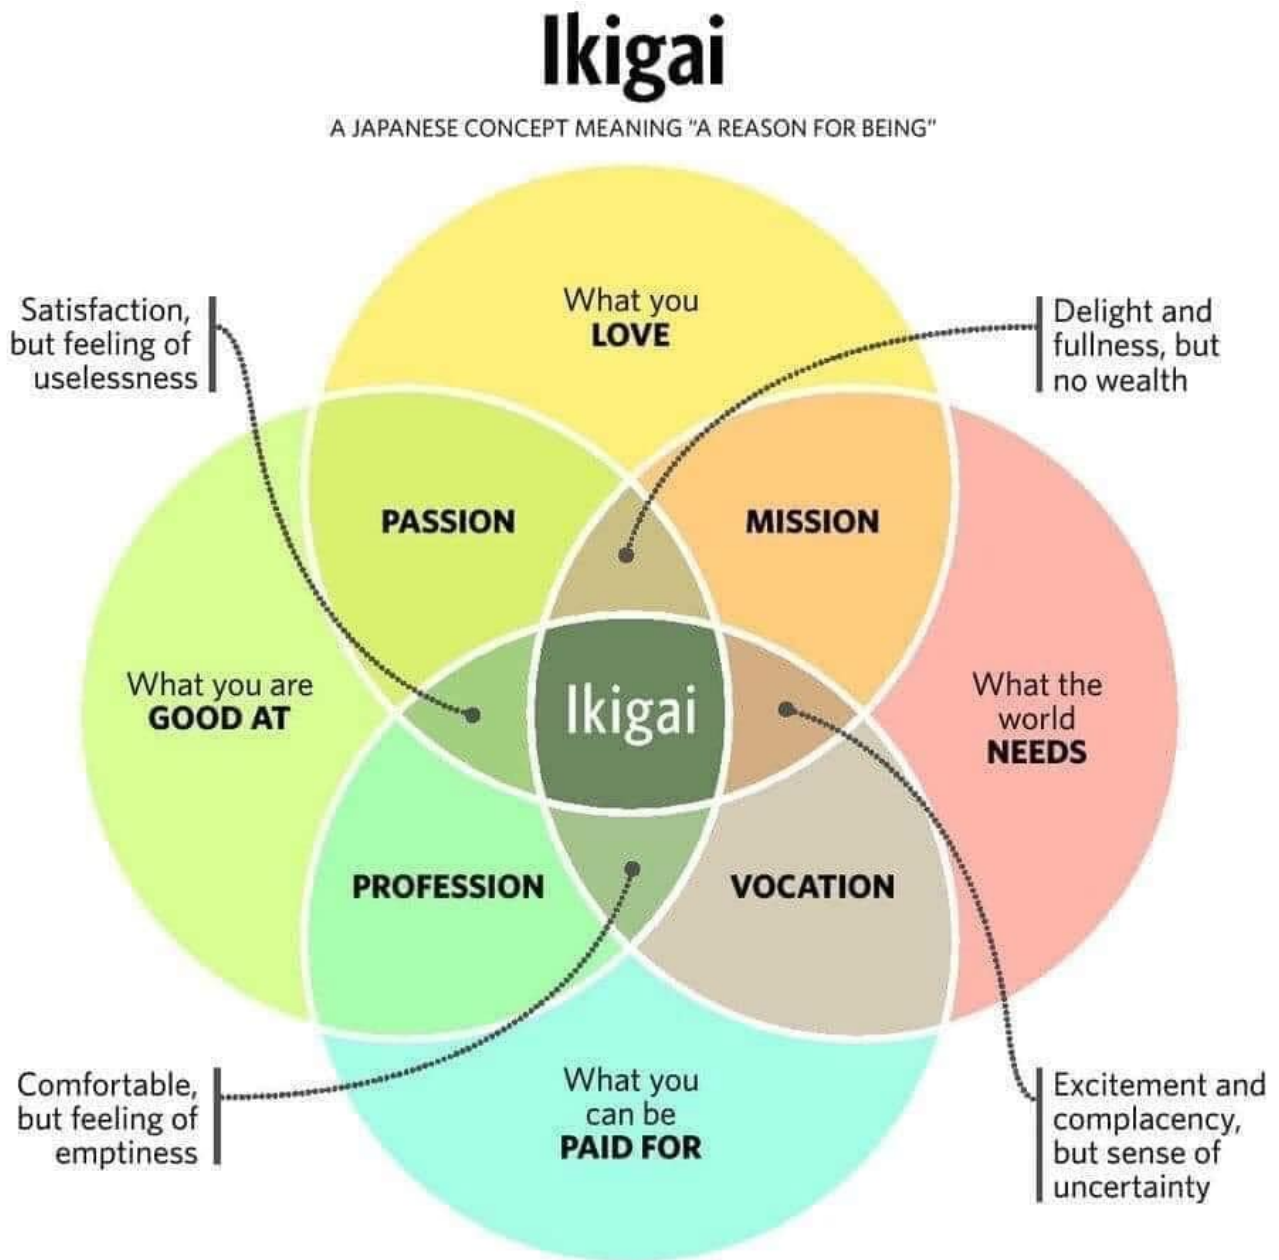 Ikigai
A JAPANESE CONCEPT MEANING "A REASON FOR BEING"
What you
LOVE
Satisfaction,
but feeling of
uselessness
Delight and
fullness, but
no wealth
PASSION
MISSION
What you are
GOOD AT
Ikigai
What the
world
NEEDS
PROFESSION
VOCATION
What you
can be
PAID FOR
Comfortable,
but feeling of
emptiness
Excitement and
complacency,
but sense of
uncertainty